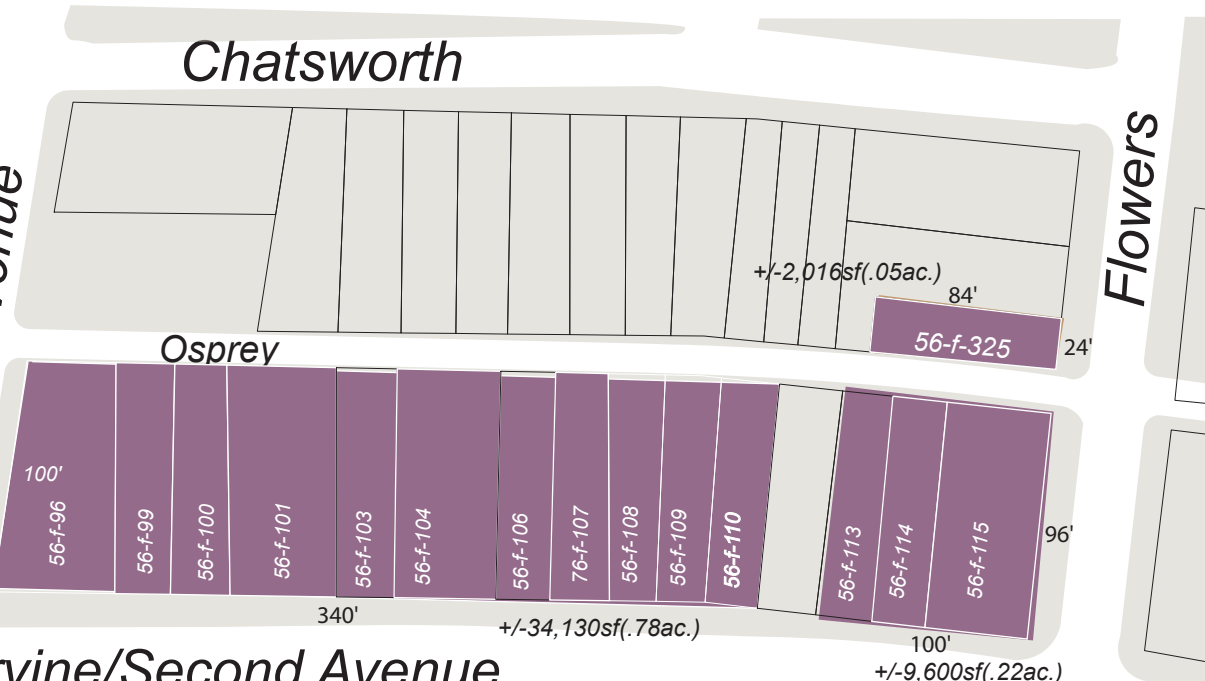 Chatsworth
Flowers
+/-2,016sf(.05ac.)
84'
56-f-325
24'
Osprey
100'
56-f-96
56-f-99
56-f-100
56-f-101
56-f-103
56-f-104
56-f-106
76-f-107
56-f-108
56-f-109
56-f-110
56-f-113
56-f-114
56-f-115
96'
340'
+/-34,130sf(.78ac.)
100'
+/-9,600sf(.22ac.)
rvine/Second Avenue